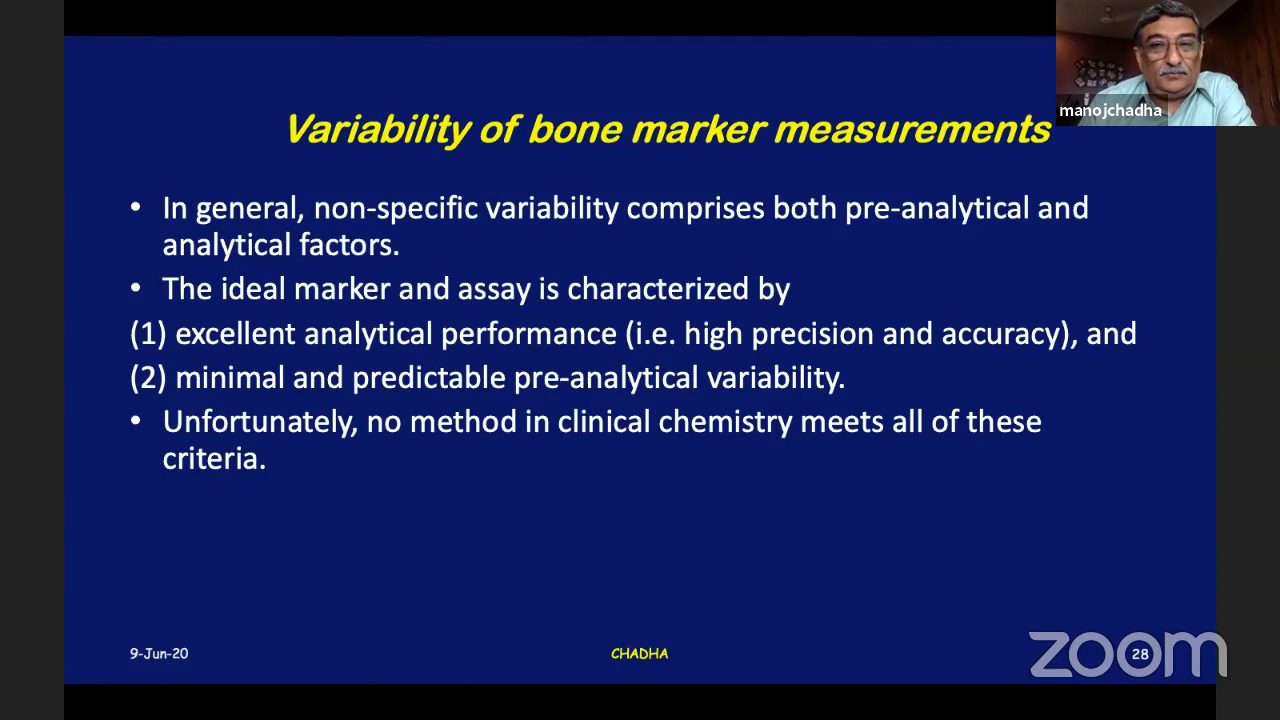 manojchadha
Variability of bone marker measurements
• In general, non-specific variability comprises both pre-analytical and
analytical factors.
• The ideal marker and assay is characterized by
(1) excellent analytical performance (i.e. high precision and accuracy), and
(2) minimal and predictable pre-analytical variability.
• Unfortunately, no method in clinical chemistry meets all of these
criteria.
9-Jun-20
CHADHA
zoom
28